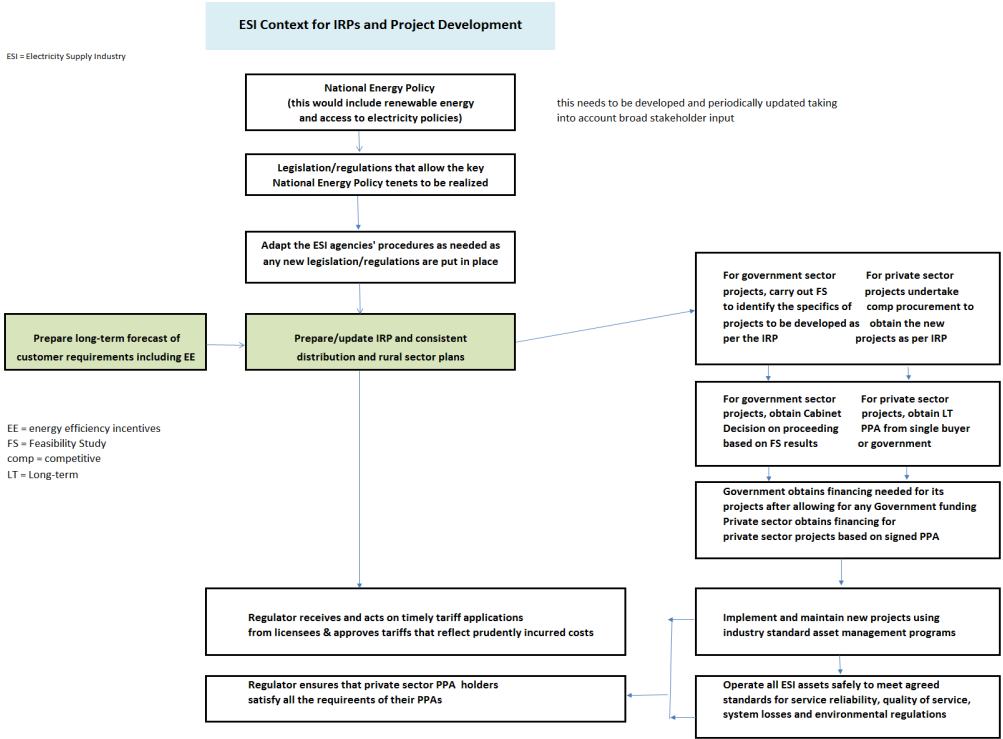 ESI Context for IRPs and Project Development
ESI = Electricity Supply Industry
National Energy Policy
(this would include renewable energy
and access to electricity policies)
this needs to be developed and periodically updated taking
into account broad stakeholder input
Legislation/regulations that allow the key
National Energy Policy tenets to be realized
Adapt the ESI agencies' procedures as needed as
any new legislation/regulations are put in place
Prepare long-term forecast of
customer requirements including EE
Prepare/update IRP and consistent
distribution and rural sector plans
For government sector
projects, carry out FS
to identify the specifics of
projects to be developed as
per the IRP
For private sector
projects undertake
comp procurement to
obtain the new
projects as per IRP
EE = energy efficiency incentives
FS = Feasibility Study
comp = competitive
LT = Long-term
For government sector
projects, obtain Cabinet
Decision on proceeding
based on FS results
For private sector
projects, obtain LT
PPA from single buyer
or government
Government obtains financing needed for its
projects after allowing for any Government funding
Private sector obtains financing for
private sector projects based on signed PPA
Regulator receives and acts on timely tariff applications
from licensees & approves tariffs that reflect prudently incurred costs
Implement and maintain new projects using
industry standard asset management programs
Regulator ensures that private sector PPA holders
satisfy all the requireents of their PPAs
Operate all ESI assets safely to meet agreed
standards for service reliability, quality of service,
system losses and environmental regulations